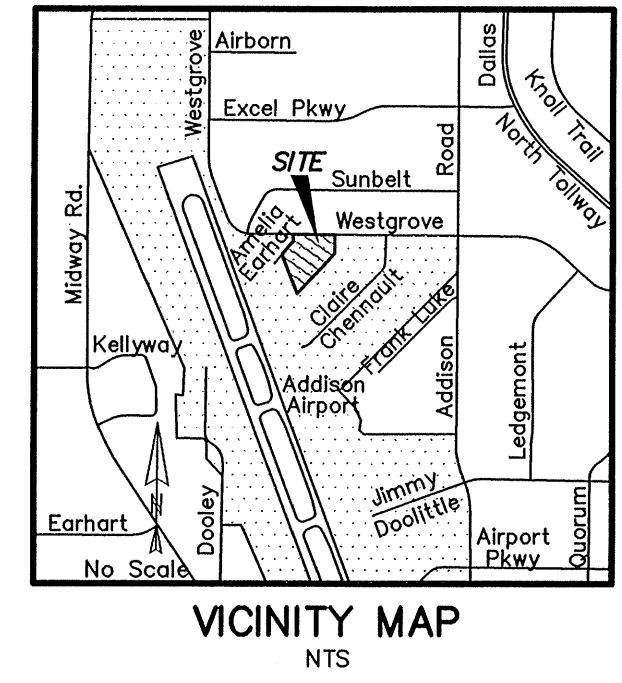 Airborn
Westgrove
Dallas
Knoll Trail
Excel Pkwy
North Tollway
Road
SITE
Sunbelt
Midway Rd.
Amelia
Earhart
Westgrove
Claire
Chennault
Frank Luke
Kellyway
Addison
Airport
Addison
Ledgemont
N
Jimmy
Doolittle
Dooley
Quorum
Earhart
Airport
Pkwy
No Scale
VICINITY MAP
NTS